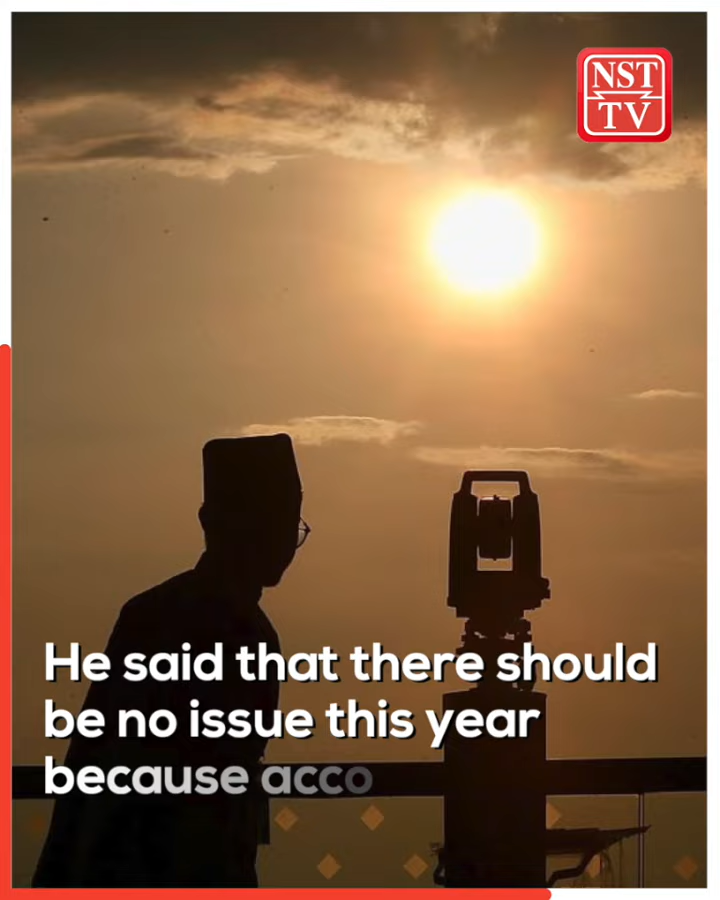 NST
TV
He said that there should
be no issue this year
because acco